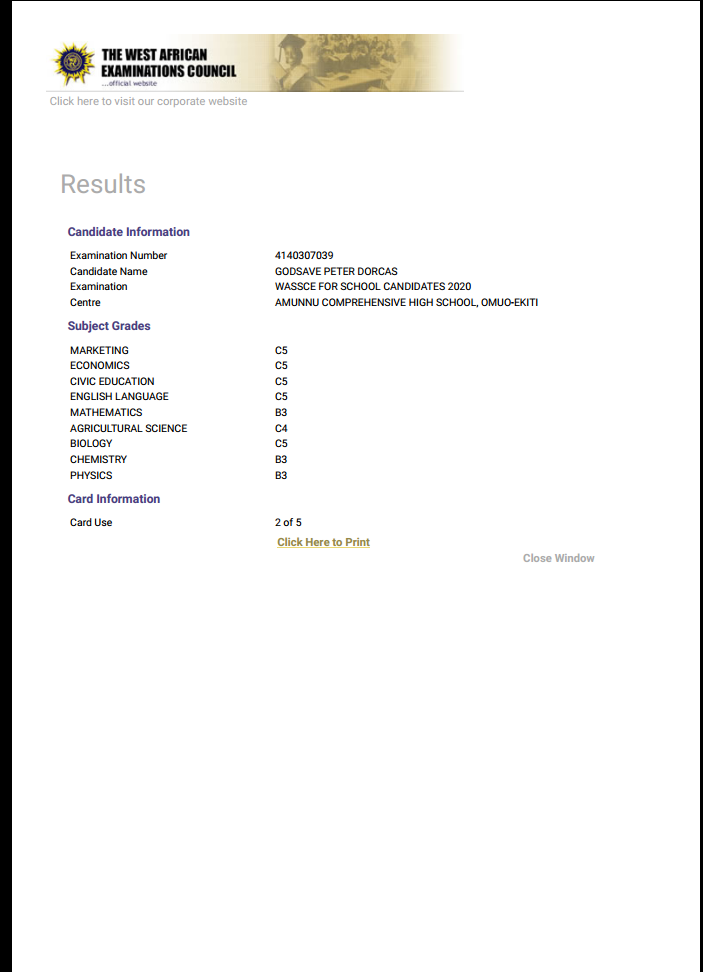 THE WEST AFRICAN
EXAMINATIONS COUNCIL
...official website
Click here to visit our corporate website
Results
Candidate Information
Examination Number 4140307039
Candidate Name GODSAVE PETER DORCAS
Examination WASSCE FOR SCHOOL CANDIDATES 2020
Centre AMUNNU COMPREHENSIVE HIGH SCHOOL, OMUO-EKITI
Subject Grades
MARKETING C5
ECONOMICS C5
CIVIC EDUCATION C5
ENGLISH LANGUAGE C5
MATHEMATICS B3
AGRICULTURAL SCIENCE C4
BIOLOGY C5
CHEMISTRY B3
PHYSICS B3
Card Information
Card Use 2 of 5
Click Here to Print
Close Window